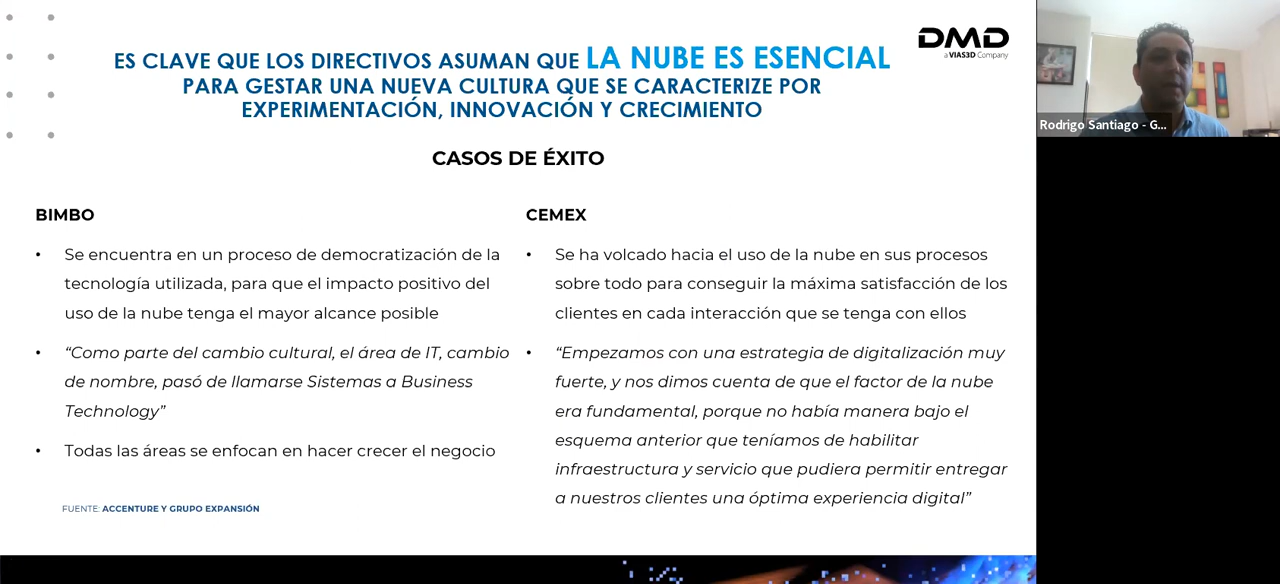 ES CLAVE QUE LOS DIRECTIVOS ASUMAN QUE LA NUBE ES ESENCIAL
PARA GESTAR UNA NUEVA CULTURA QUE SE CARACTERIZE POR
EXPERIMENTACIÓN, INNOVACIÓN Y CRECIMIENTO
DMD
a VIAS3D Company
CASOS DE ÉXITO
BIMBO
• Se encuentra en un proceso de democratización de la
tecnología utilizada, para que el impacto positivo del
uso de la nube tenga el mayor alcance posible
• “Como parte del cambio cultural, el área de IT, cambio
de nombre, pasó de llamarse Sistemas a Business
Technology”
• Todas las áreas se enfocan en hacer crecer el negocio
FUENTE: ACCENTURE Y GRUPO EXPANSIÓN
CEMEX
• Se ha volcado hacia el uso de la nube en sus procesos
sobre todo para conseguir la máxima satisfacción de los
clientes en cada interacción que se tenga con ellos
• “Empezamos con una estrategia de digitalización muy
fuerte, y nos dimos cuenta de que el factor de la nube
era fundamental, porque no había manera bajo el
esquema anterior que teníamos de habilitar
infraestructura y servicio que pudiera permitir entregar
a nuestros clientes una óptima experiencia digital”
Rodrigo Santiago - G...